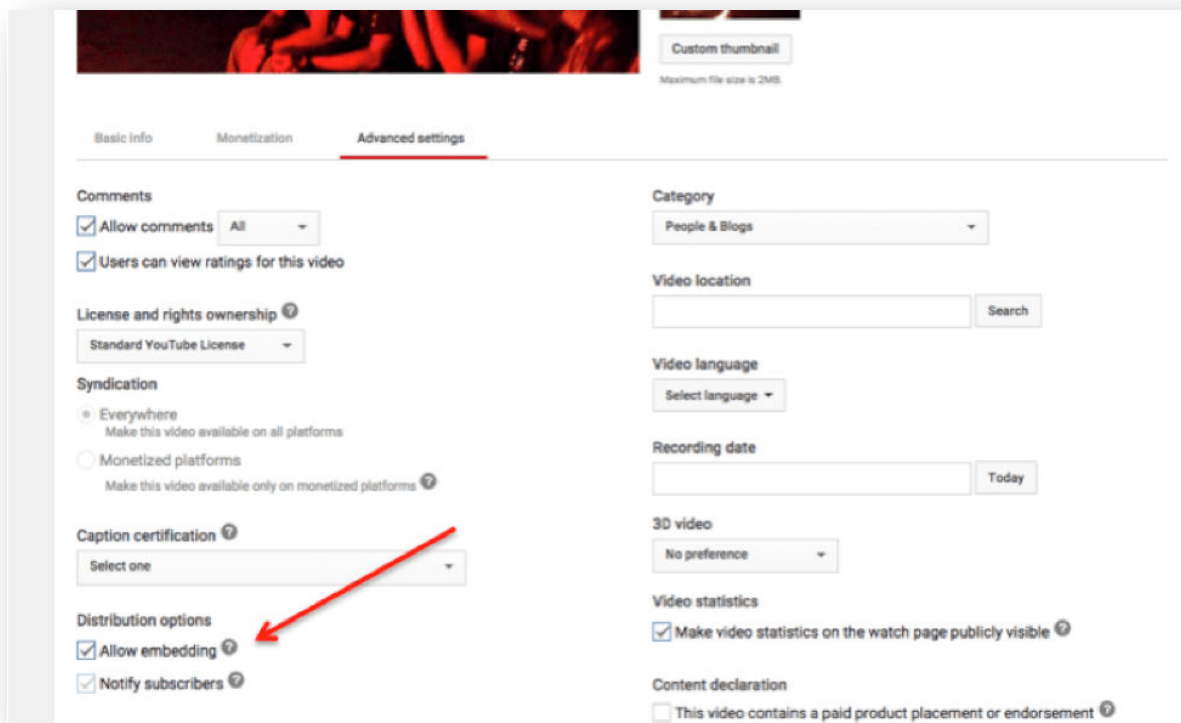 Custom thumbnail
Maximum file size is 2MB.
Basic info
Monetization
Advanced settings
Comments
Allow comments
All
Users can view ratings for this video
License and rights ownership ?
Standard YouTube License
Syndication
Everywhere
Make this video available on all platforms
Monetized platforms
Make this video available only on monetized platforms ?
Caption certification ?
Select one
Distribution options
Allow embedding ?
Notify subscribers ?
Category
People & Blogs
Video location
Search
Video language
Select language
Recording date
Today
3D video
No preference
Video statistics
Make video statistics on the watch page publicly visible ?
Content declaration
This video contains a paid product placement or endorsement ?